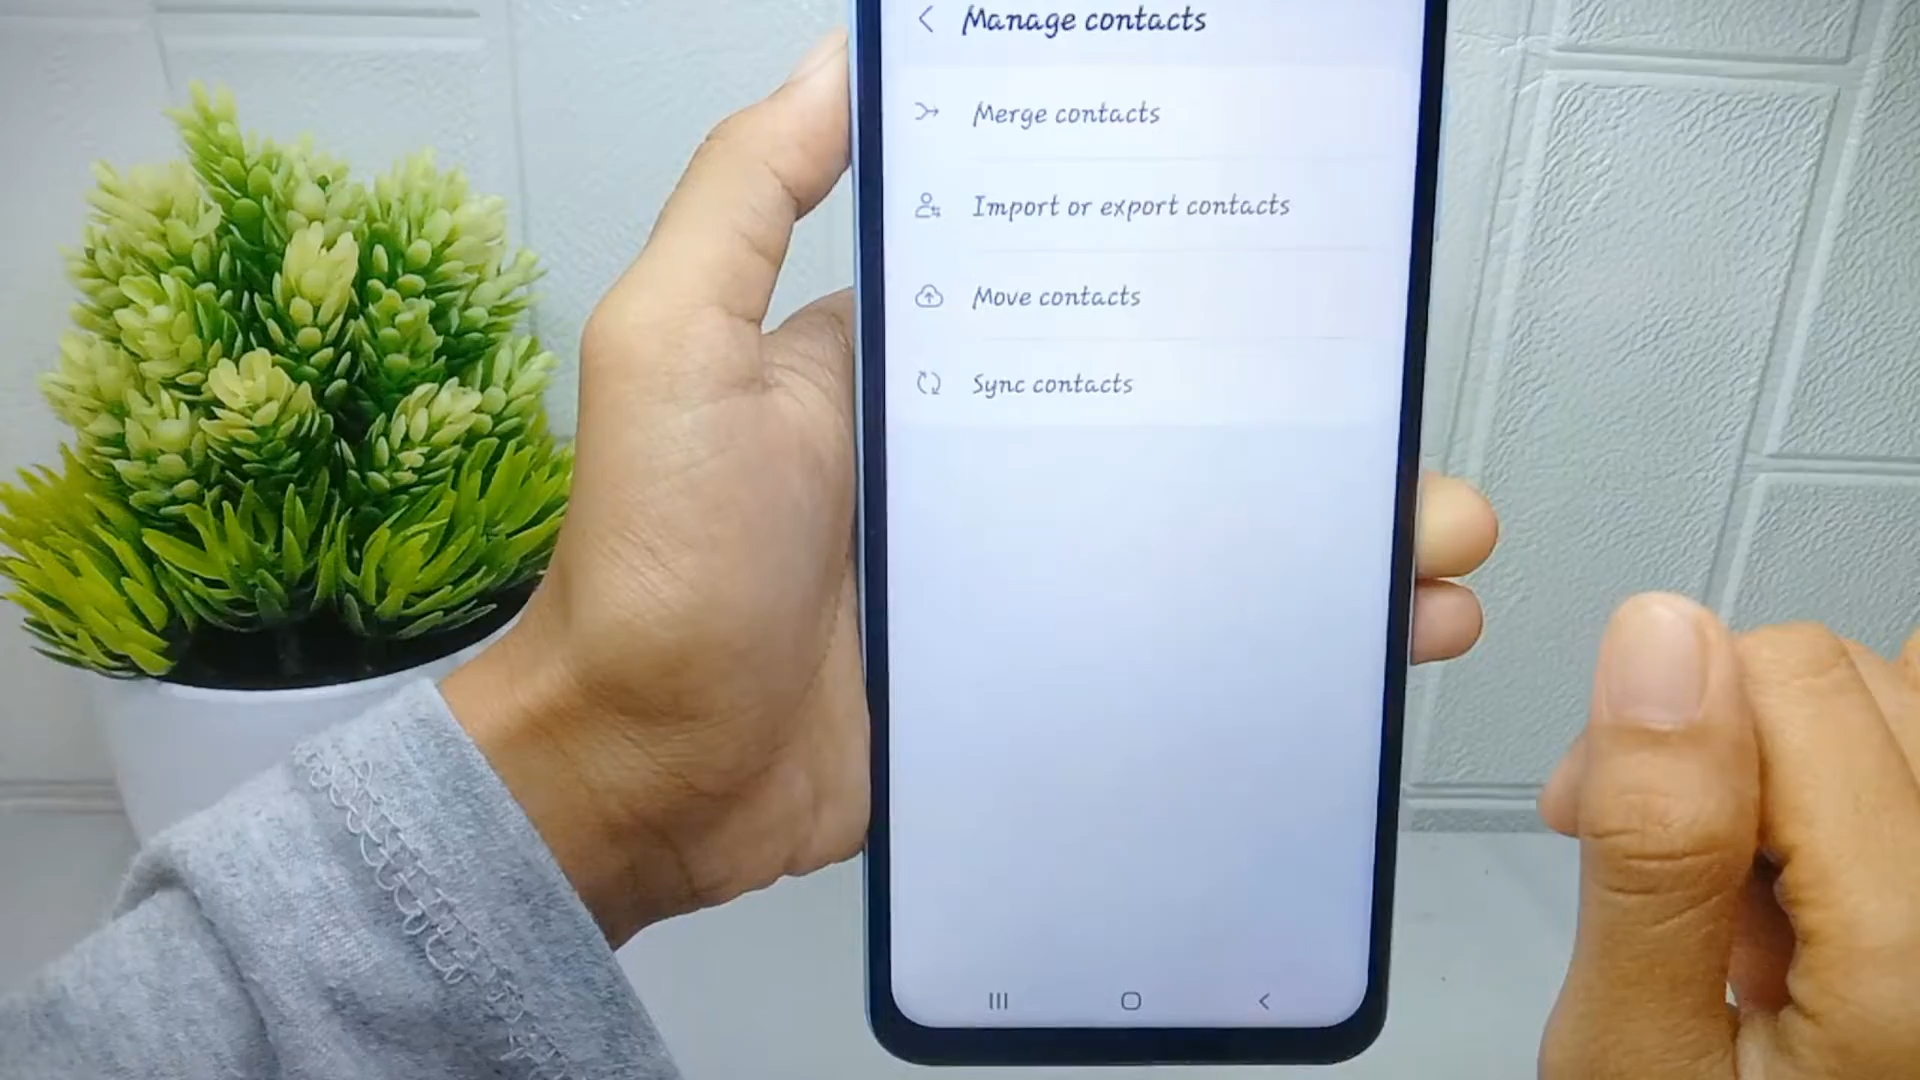 Manage contacts
Merge contacts
Import or export contacts
Move contacts
Sync contacts